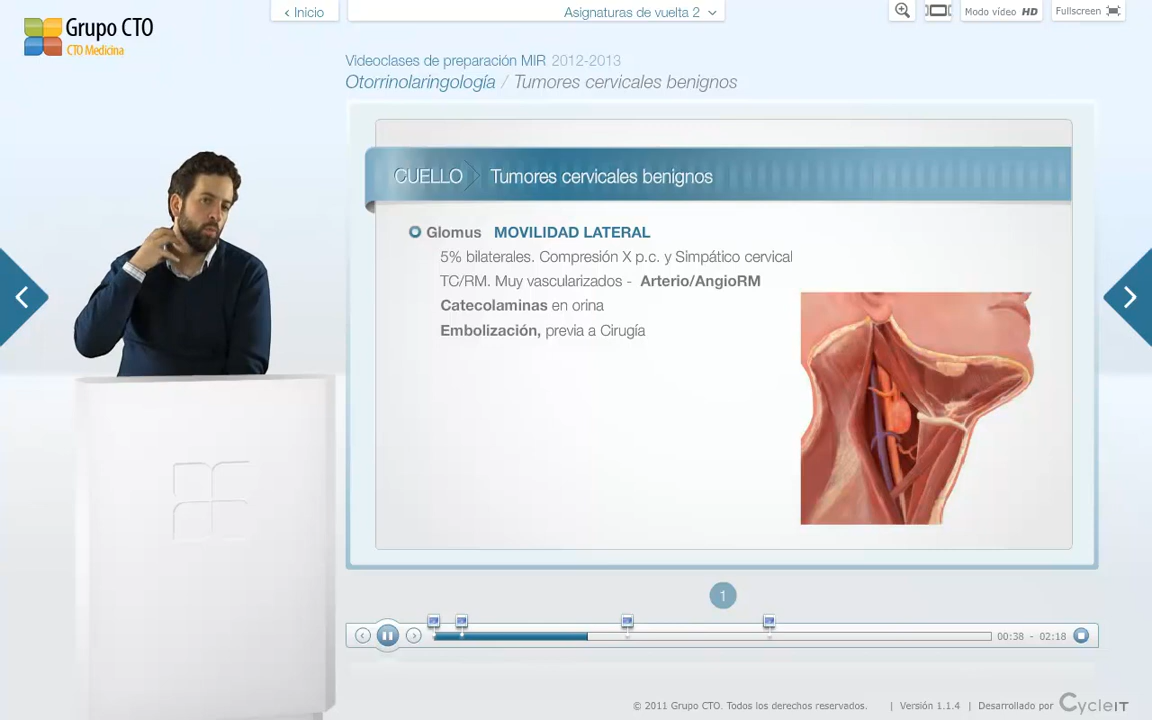 Grupo CTO
CTO Medicina
‹ Inicio
Asignaturas de vuelta 2
Modo vídeo HD
Fullscreen
Videoclases de preparación MIR 2012-2013
Otorrinolaringología / Tumores cervicales benignos
CUELLO Tumores cervicales benignos
Glomus MOVILIDAD LATERAL
5% bilaterales. Compresión X p.c. y Simpático cervical
TC/RM. Muy vascularizados - Arterio/AngioRM
Catecolaminas en orina
Embolización, previa a Cirugía
1
00:38 - 02:18
© 2011 Grupo CTO. Todos los derechos reservados. | Versión 1.1.4 | Desarrollado por CycleIT